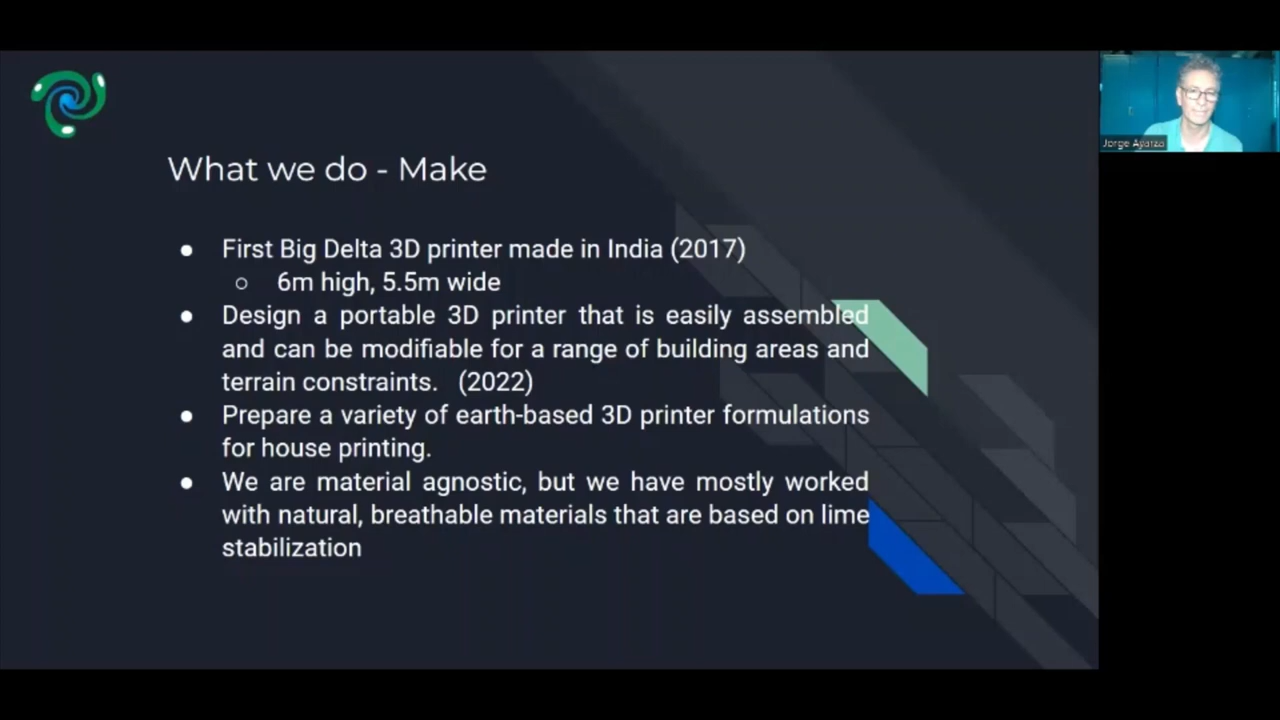 What we do - Make
● First Big Delta 3D printer made in India (2017)
○ 6m high, 5.5m wide
● Design a portable 3D printer that is easily assembled
and can be modifiable for a range of building areas and
terrain constraints. (2022)
● Prepare a variety of earth-based 3D printer formulations
for house printing.
● We are material agnostic, but we have mostly worked
with natural, breathable materials that are based on lime
stabilization
Jorge Ayarza